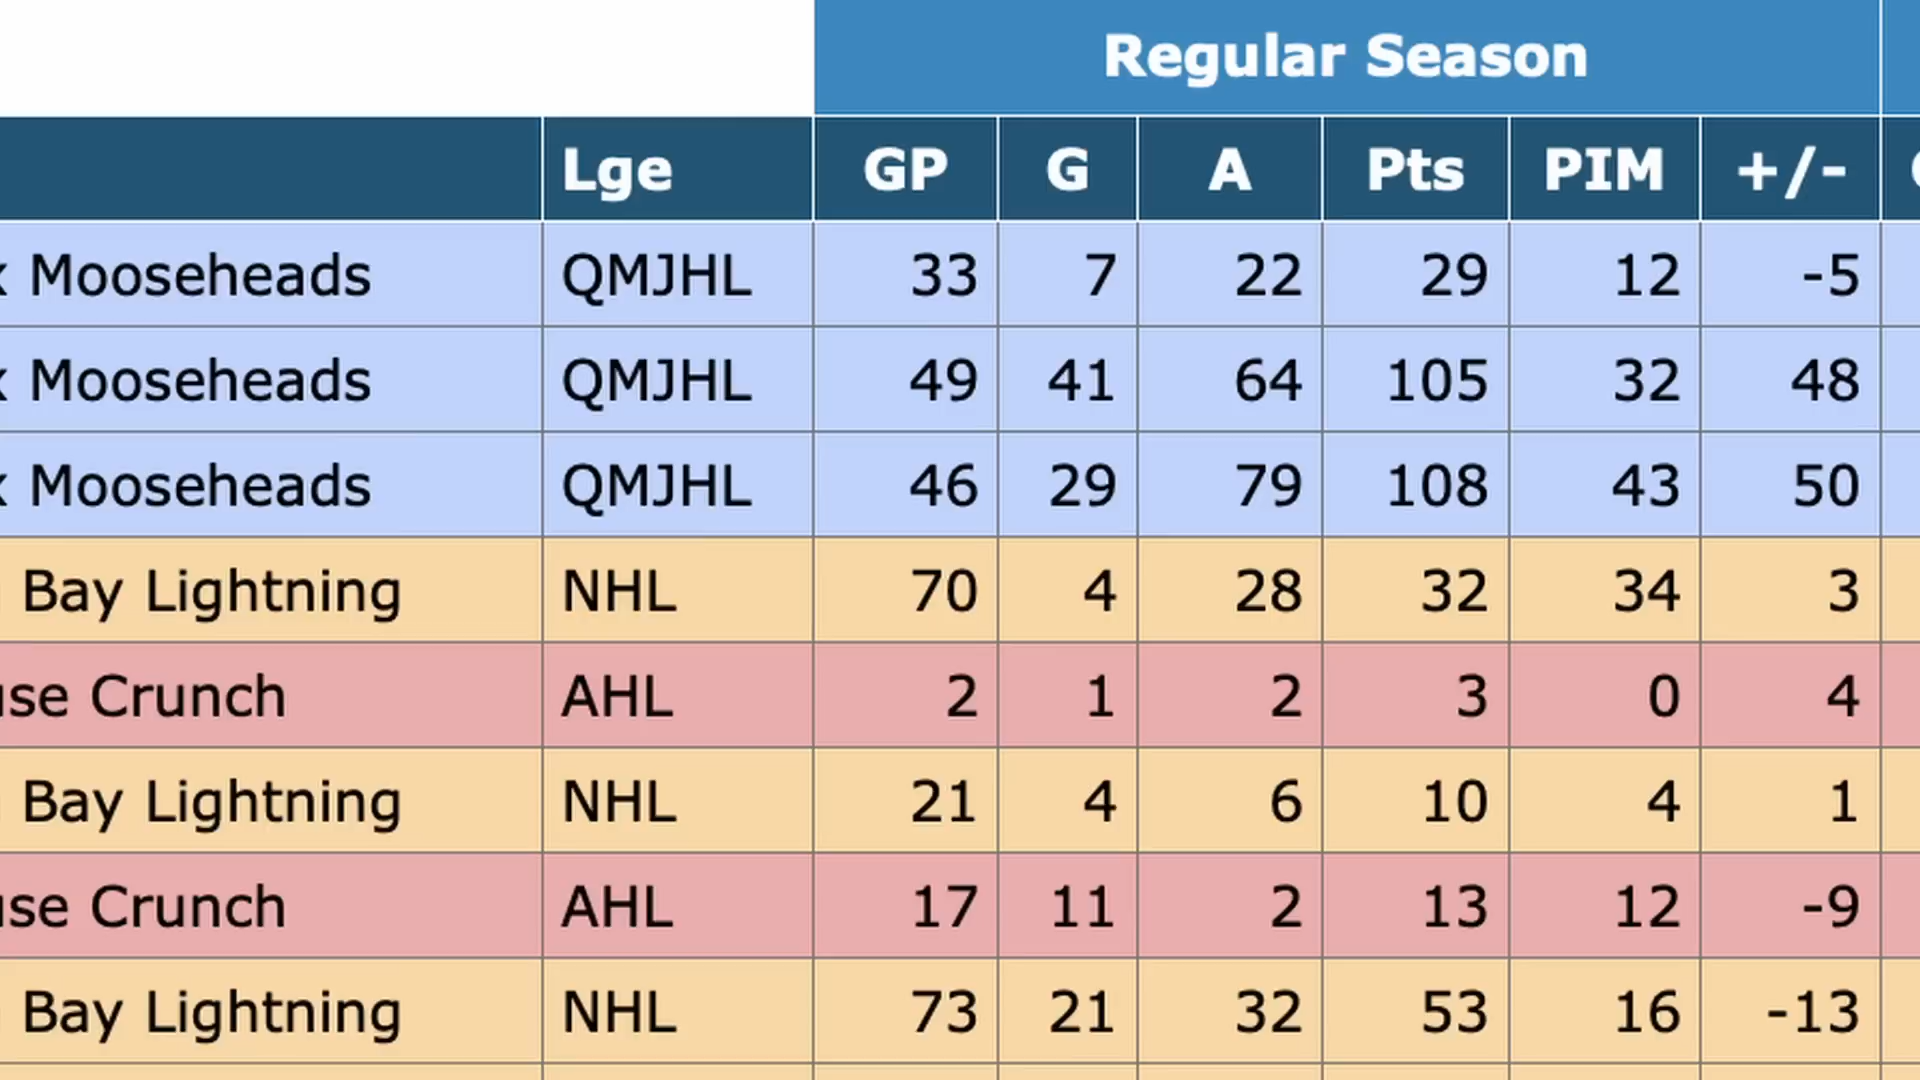 Regular Season
Lge GP G A Pts PIM +/-
Mooseheads QMJHL 33 7 22 29 12 -5
Mooseheads QMJHL 49 41 64 105 32 48
Mooseheads QMJHL 46 29 79 108 43 50
Bay Lightning NHL 70 4 28 32 34 3
use Crunch AHL 2 1 2 3 0 4
Bay Lightning NHL 21 4 6 10 4 1
use Crunch AHL 17 11 2 13 12 -9
Bay Lightning NHL 73 21 32 53 16 -13